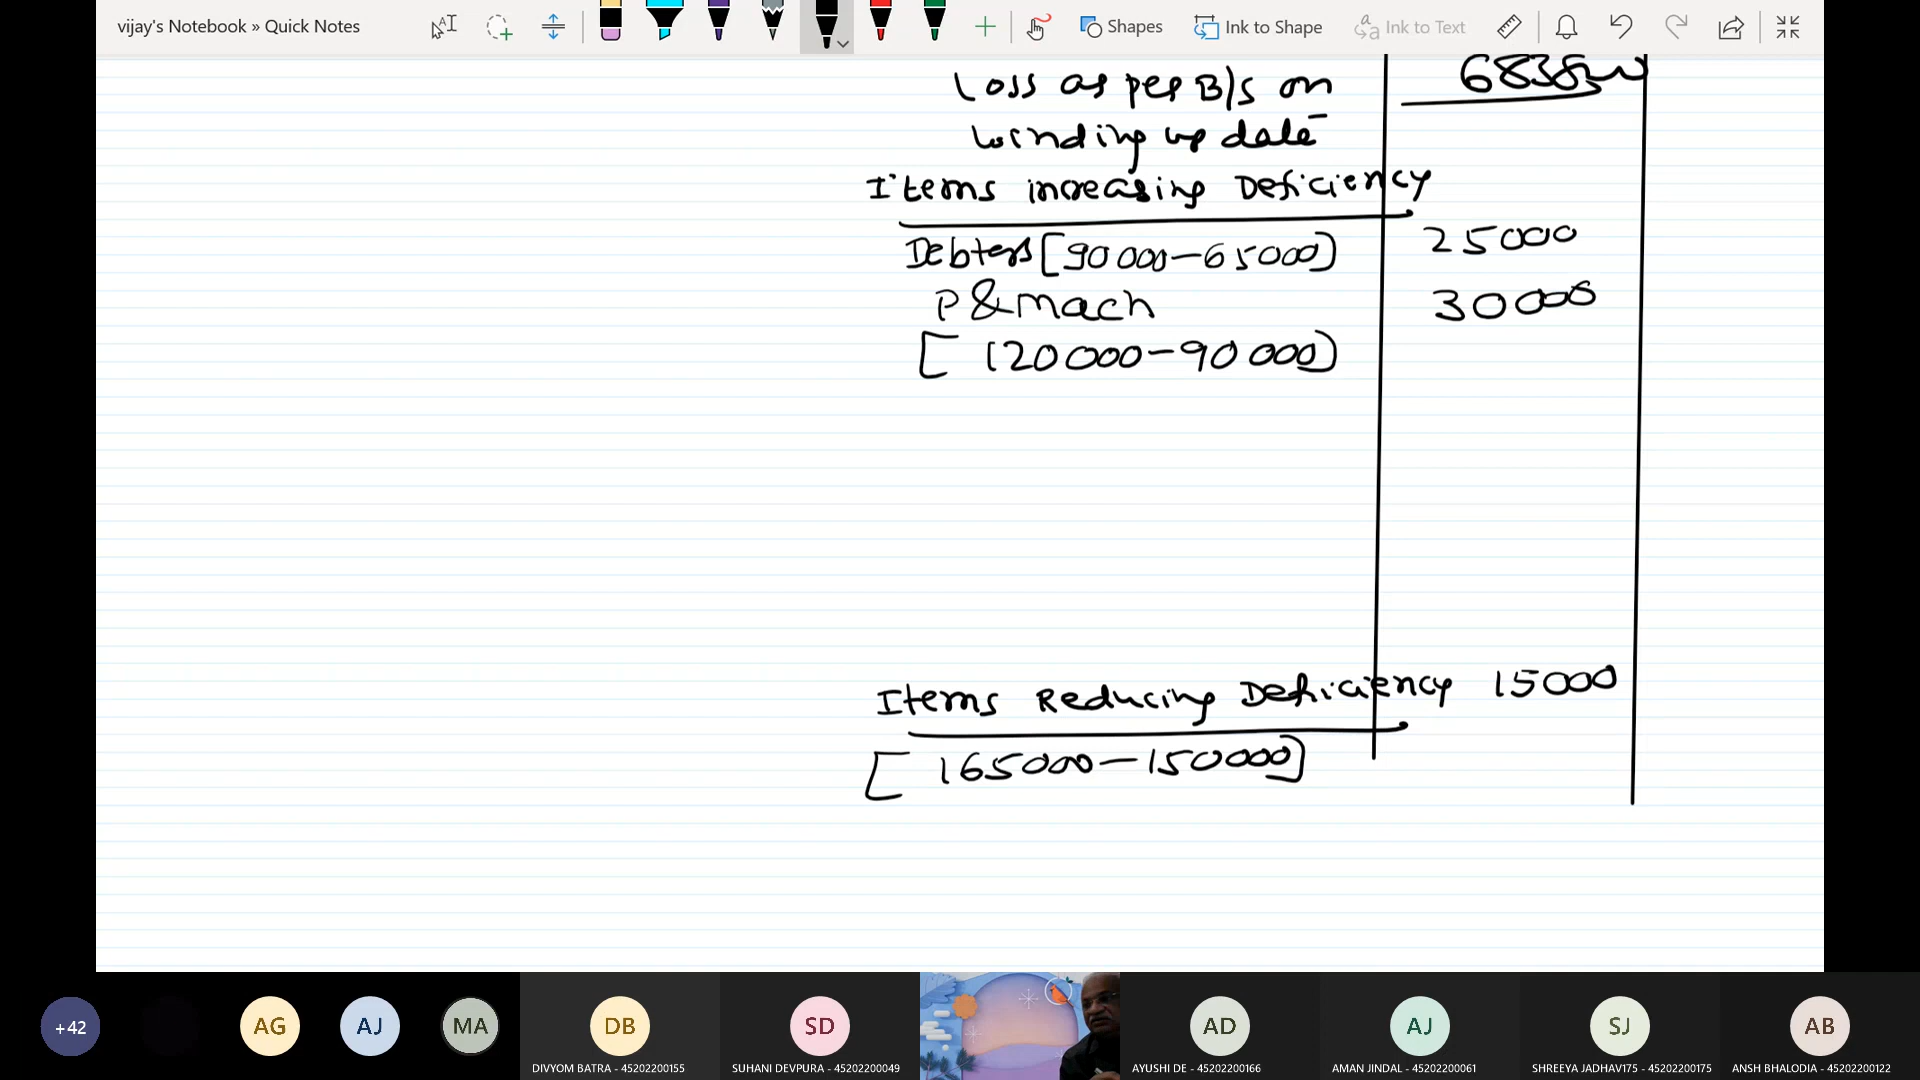 vijay's Notebook » Quick Notes
Shapes
Ink to Shape
Ink to Text
Loss as per B/s on
winding up date
Items increasing Deficiency
Debters [90000-65000] 25000
P & Mach 30000
[120000-90000]
Items Reducing Deficiency 15000
[165000-150000]
+42
AG
AJ
MA
DB
SD
AD
AJ
SJ
AB
DIVYOM BATRA - 45202200155
SUHANI DEVPURA - 45202200049
AYUSHI DE - 45202200166
AMAN JINDAL - 45202200061
SHREEYA JADHAV175 - 45202200175
ANSH BHALODIA - 45202200122